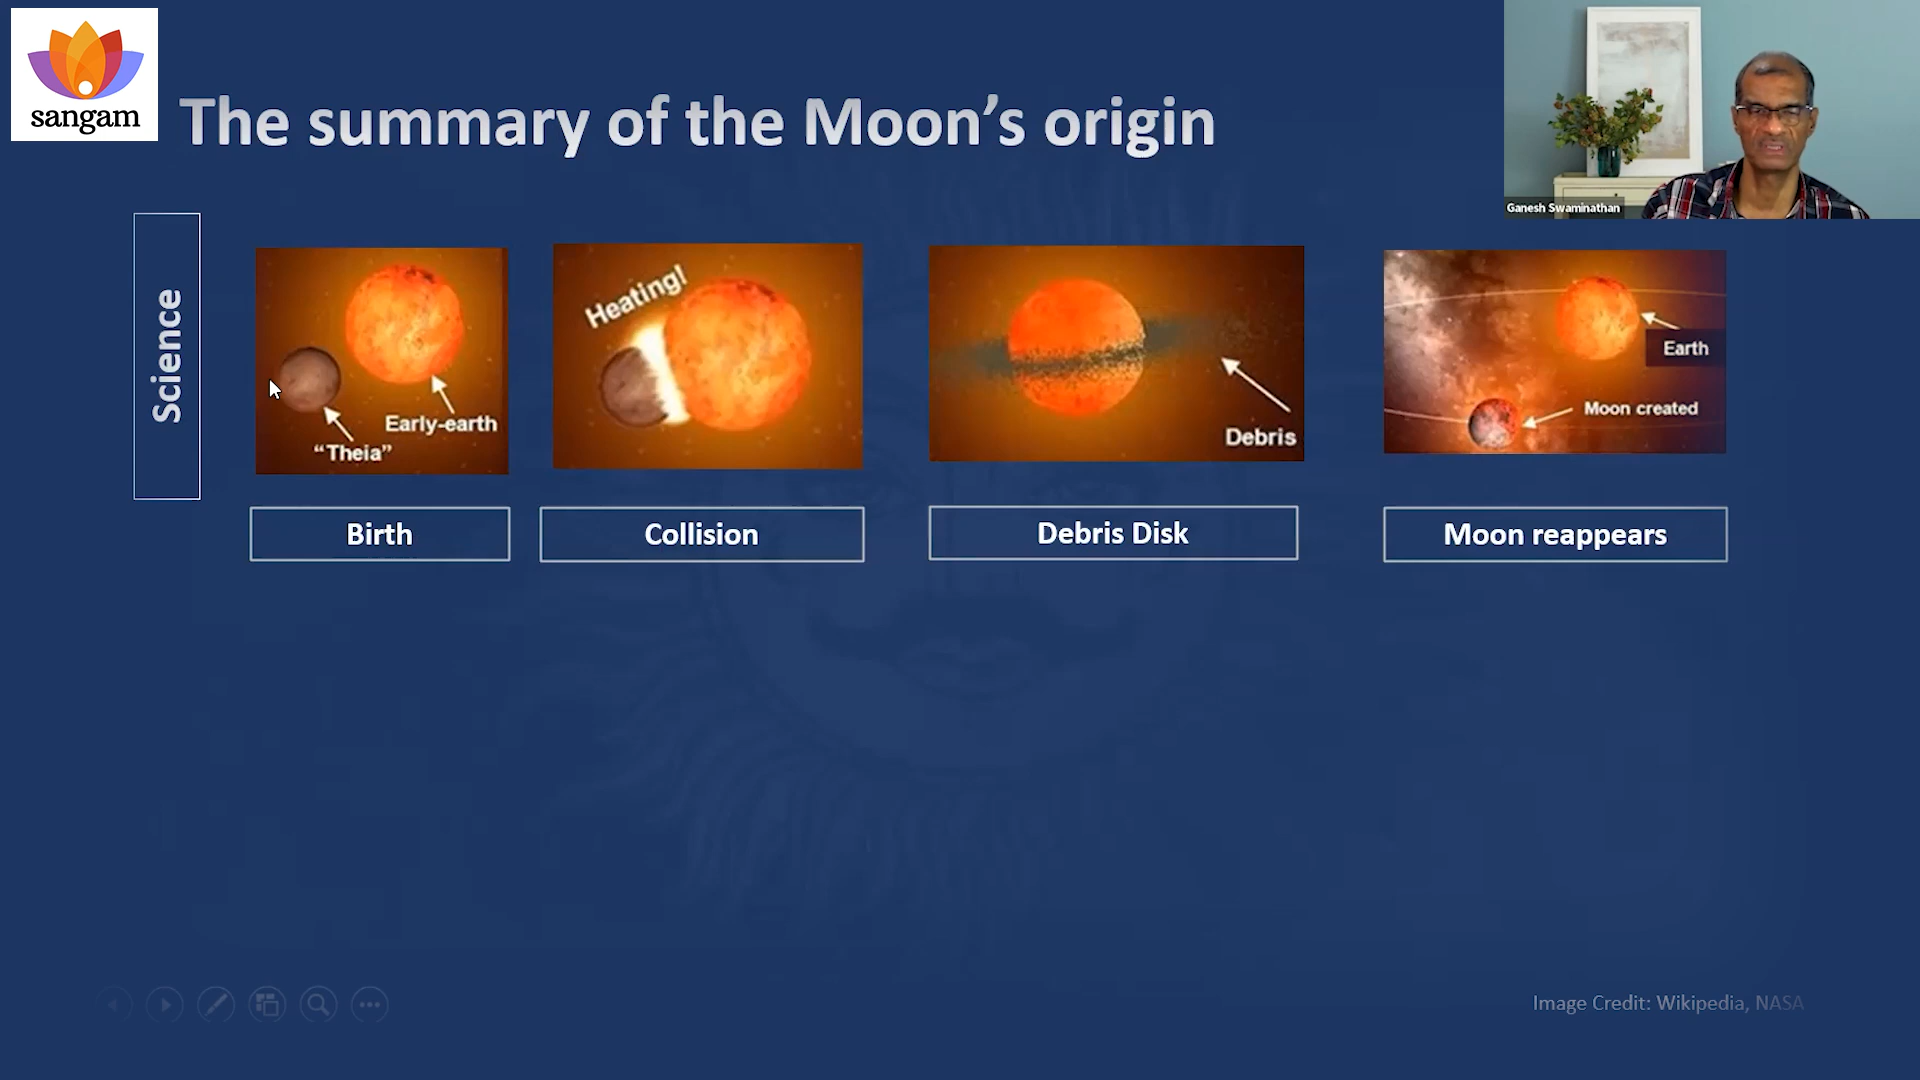 sangam
The summary of the Moon's origin
Ganesh Swaminathan
Science
"Theia"
Early-earth
Heating!
Debris
Earth
Moon created
Birth
Collision
Debris Disk
Moon reappears
Image Credit: Wikipedia, NASA